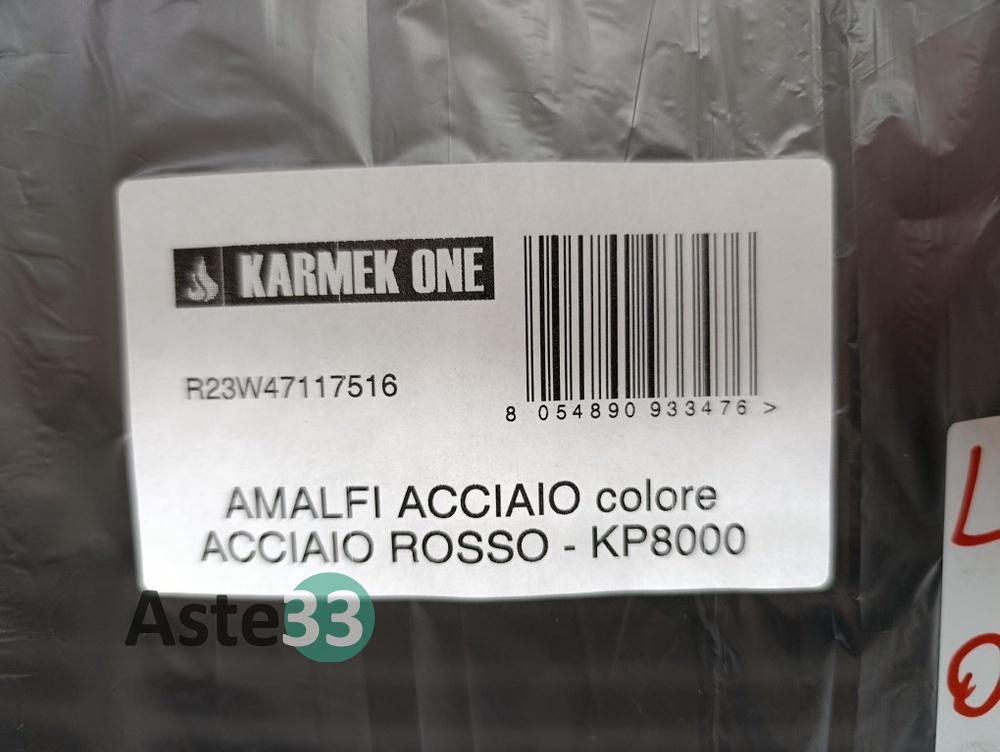 KARMEK ONE
R23W47117516
8 054890 933476 >
AMALFI ACCIAIO colore
ACCIAIO ROSSO - KP8000
Aste33
L